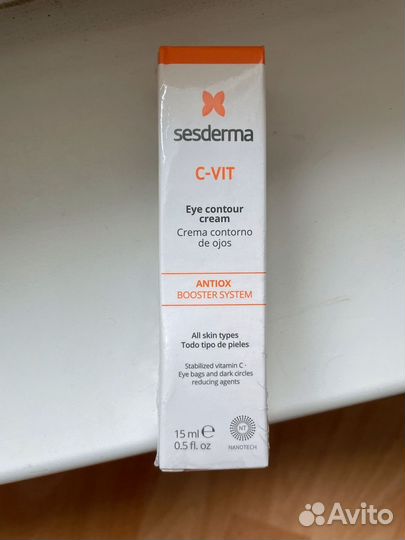 sesderma
C-VIT
Eye contour
cream
Crema contorno
de ojos
ANTIOX
BOOSTER SYSTEM
All skin types
Todo tipo de pieles
Stabilized vitamin C ·
Eye bags and dark circles
reducing agents
15 ml ℮
0.5 fl. oz
NT
NANOTECH
Avito